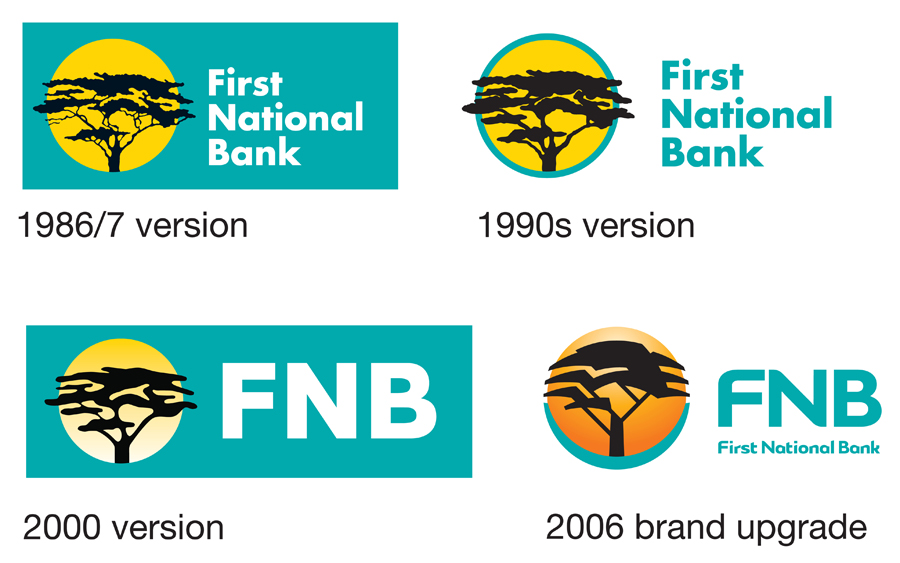 First
National
Bank
1986/7 version
First
National
Bank
1990s version
FNB
2000 version
FNB
First National Bank
2006 brand upgrade